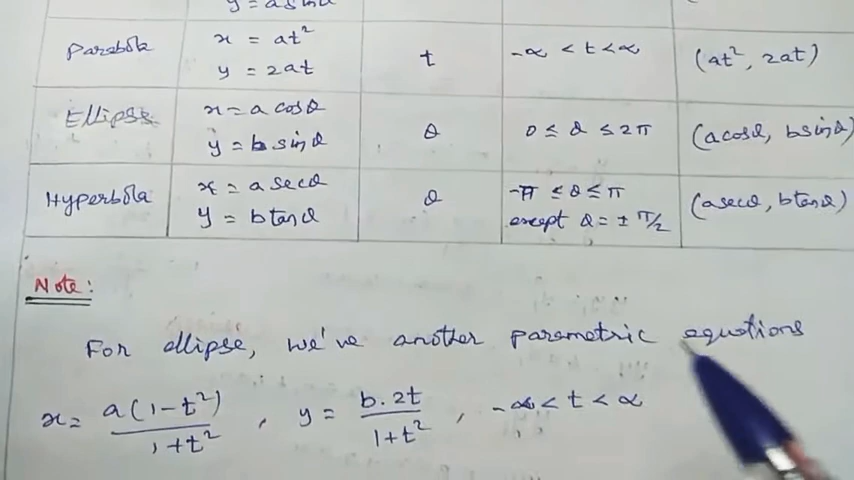 y = a sinθ
Parabola x = at² t -∝ < t < ∝ (at², 2at)
y = 2at
Ellipse x = a cosθ θ 0 ≤ θ ≤ 2π (acosθ, bsinθ)
y = b sinθ
Hyperbola x = a secθ θ -π ≤ θ ≤ π (asecθ, btanθ)
y = b tanθ except θ = ± π/2
Note:
For ellipse, we've another parametric equations
x = a(1-t²)/1+t² , y = b.2t/1+t² , -∝ < t < ∝